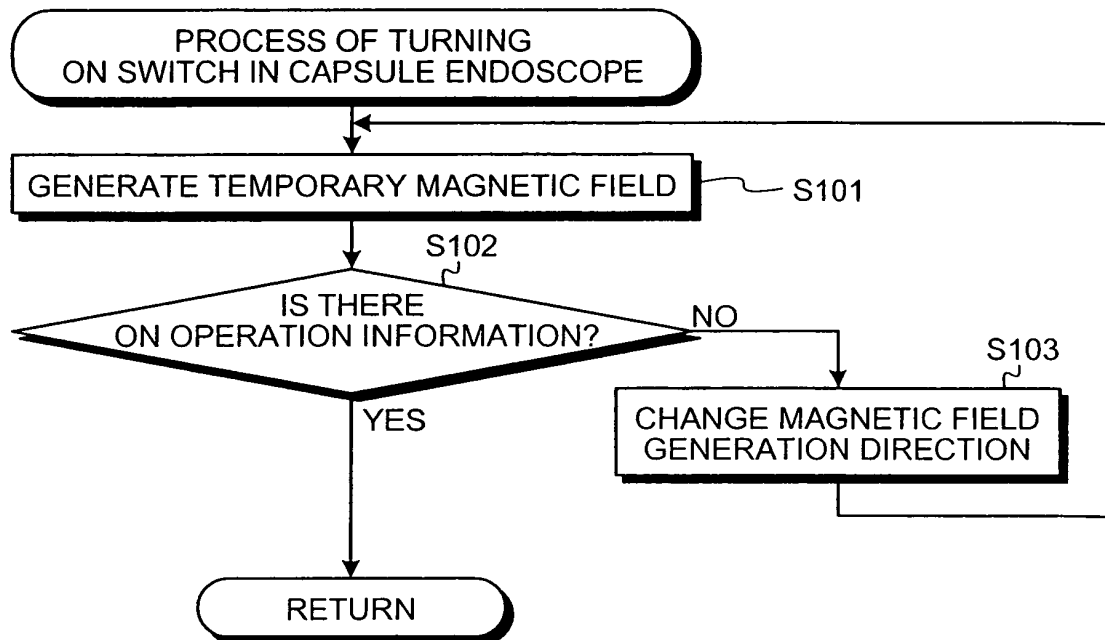 PROCESS OF TURNING
ON SWITCH IN CAPSULE ENDOSCOPE
GENERATE TEMPORARY MAGNETIC FIELD
S101
S102
IS THERE
ON OPERATION INFORMATION?
NO
S103
CHANGE MAGNETIC FIELD
GENERATION DIRECTION
YES
RETURN